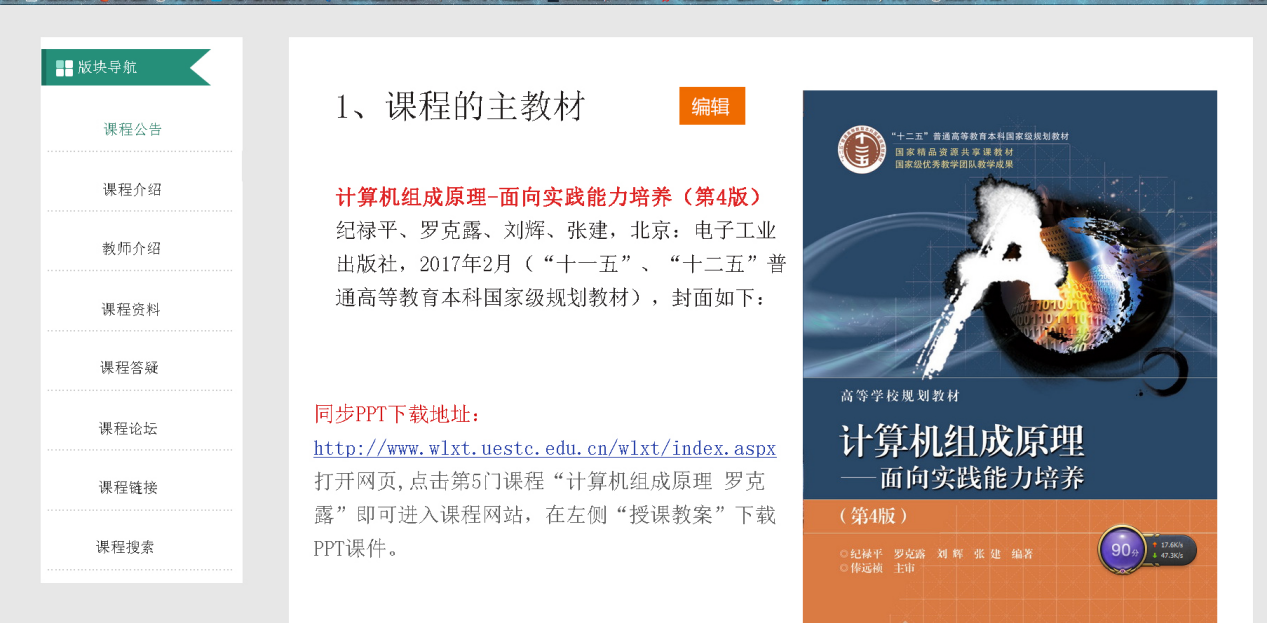 版块导航
课程公告
课程介绍
教师介绍
课程资料
课程答疑
课程论坛
课程链接
课程搜索
1、课程的主教材
编辑
计算机组成原理-面向实践能力培养（第4版）
纪禄平、罗克露、刘辉、张建，北京：电子工业
出版社，2017年2月（“十一五”、“十二五”普
通高等教育本科国家级规划教材），封面如下：
同步PPT下载地址：
http://www.wlxt.uestc.edu.cn/wlxt/index.aspx
打开网页,点击第5门课程“计算机组成原理 罗克
露”即可进入课程网站，在左侧“授课教案”下载
PPT课件。
十二五
“十二五”普通高等教育本科国家级规划教材
国家精品资源共享课教材
国家级优秀教学团队教学成果
高等学校规划教材
计算机组成原理
——面向实践能力培养
（第4版）
◎纪禄平 罗克露 刘 辉 张 建 编著
◎俸远祯 主审
90分
17.6K/s
47.3K/s